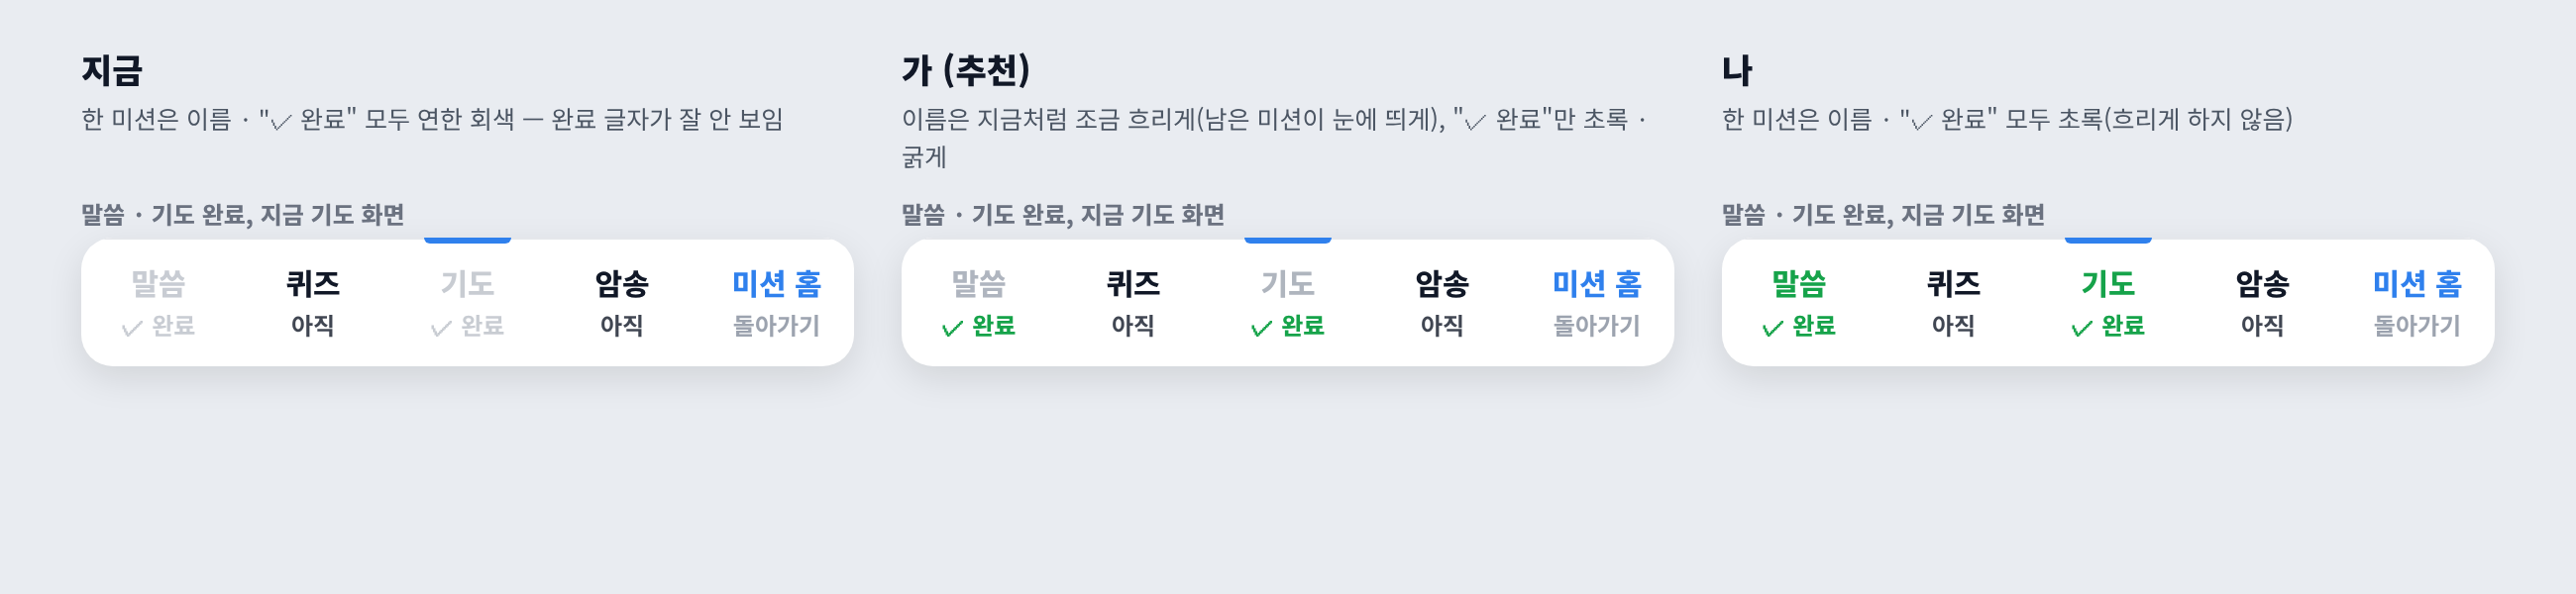 지금
한 미션은 이름 · "✓ 완료" 모두 연한 회색 — 완료 글자가 잘 안 보임
말씀 · 기도 완료, 지금 기도 화면
말씀 퀴즈 기도 암송 미션 홈
✓ 완료 아직 ✓ 완료 아직 돌아가기
가 (추천)
이름은 지금처럼 조금 흐리게(남은 미션이 눈에 띄게), "✓ 완료"만 초록 ·
굵게
말씀 · 기도 완료, 지금 기도 화면
말씀 퀴즈 기도 암송 미션 홈
✓ 완료 아직 ✓ 완료 아직 돌아가기
나
한 미션은 이름 · "✓ 완료" 모두 초록(흐리게 하지 않음)
말씀 · 기도 완료, 지금 기도 화면
말씀 퀴즈 기도 암송 미션 홈
✓ 완료 아직 ✓ 완료 아직 돌아가기